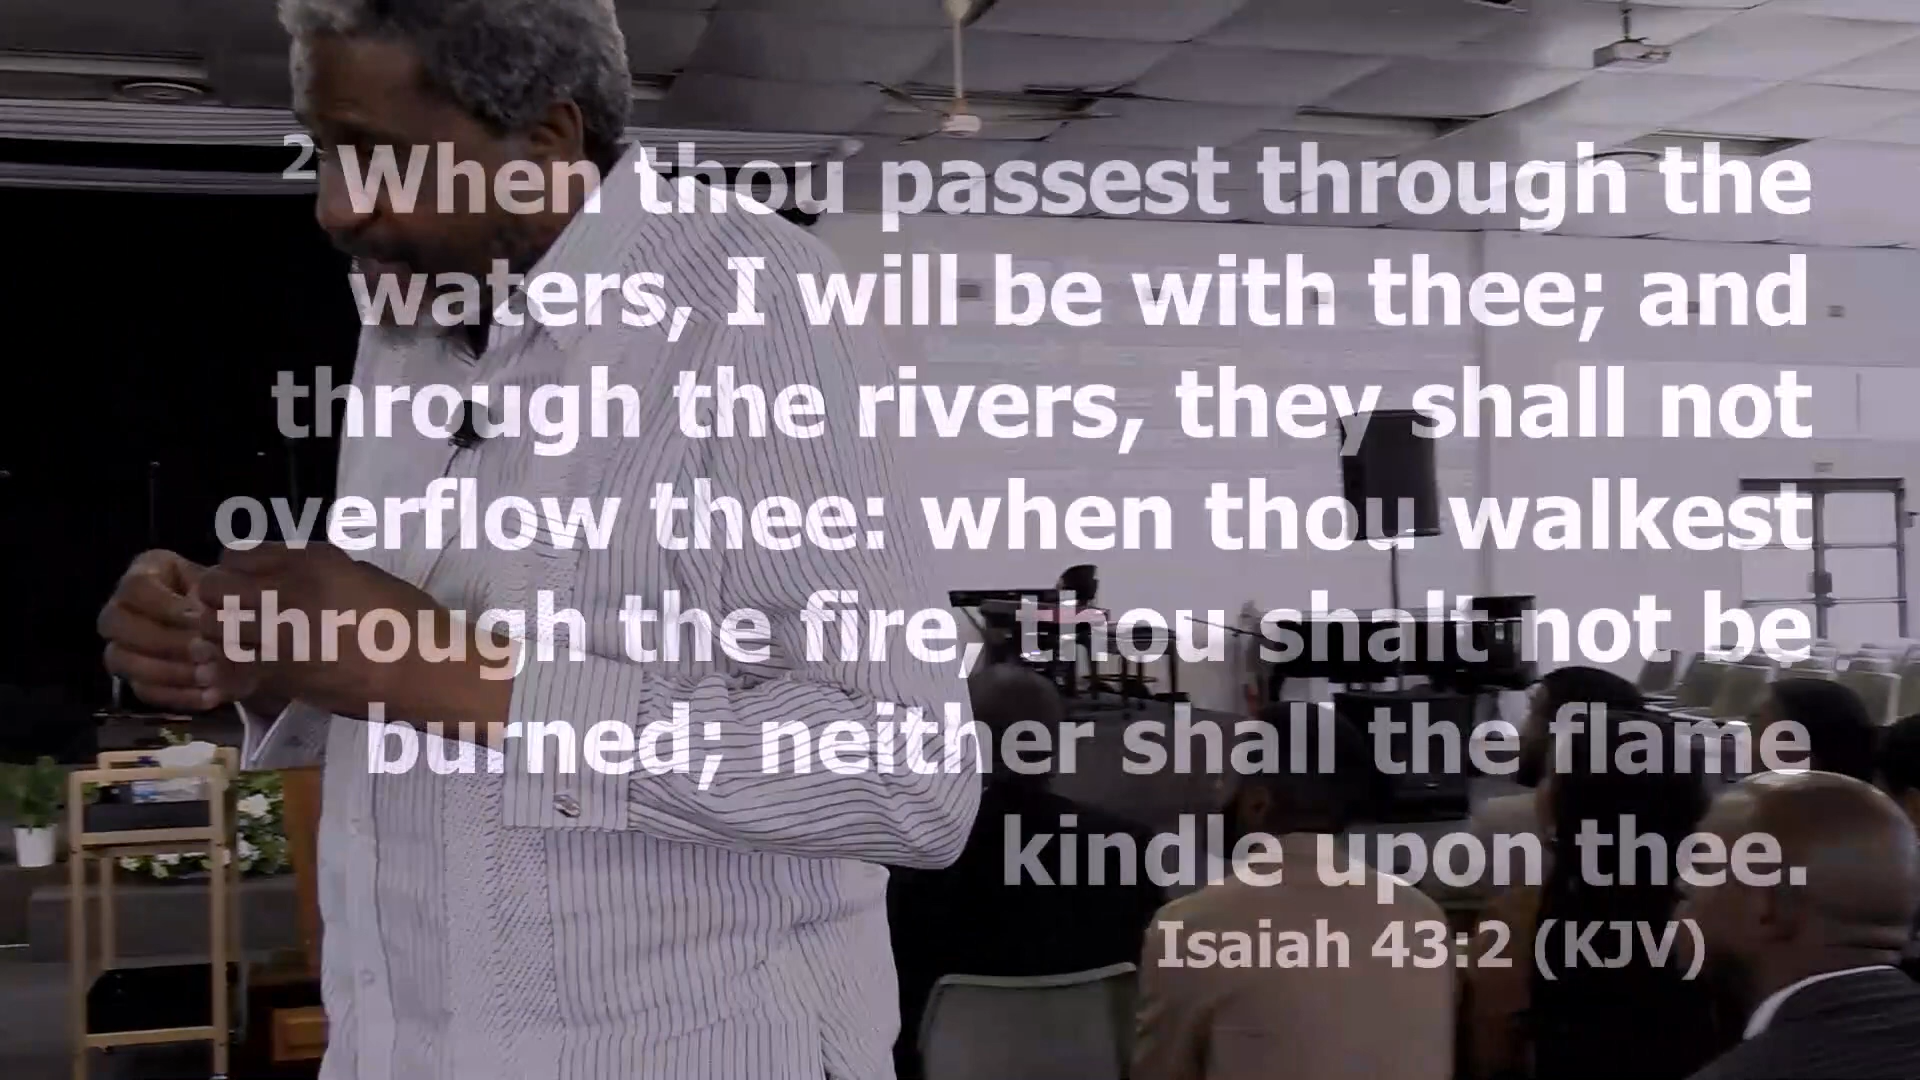 2 When thou passest through the
waters, I will be with thee; and
through the rivers, they shall not
overflow thee: when thou walkest
through the fire, thou shalt not be
burned; neither shall the flame
kindle upon thee.
Isaiah 43:2 (KJV)